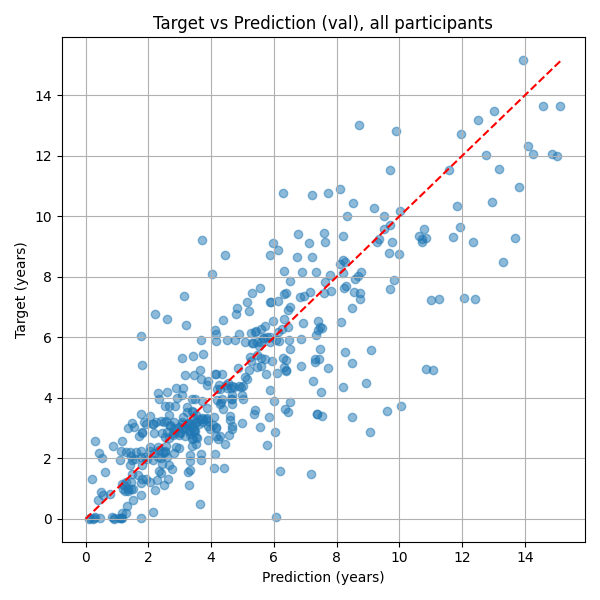 Target vs Prediction (val), all participants
14
12
10
8
6
4
2
0
Target (years)
0 2 4 6 8 10 12 14
Prediction (years)